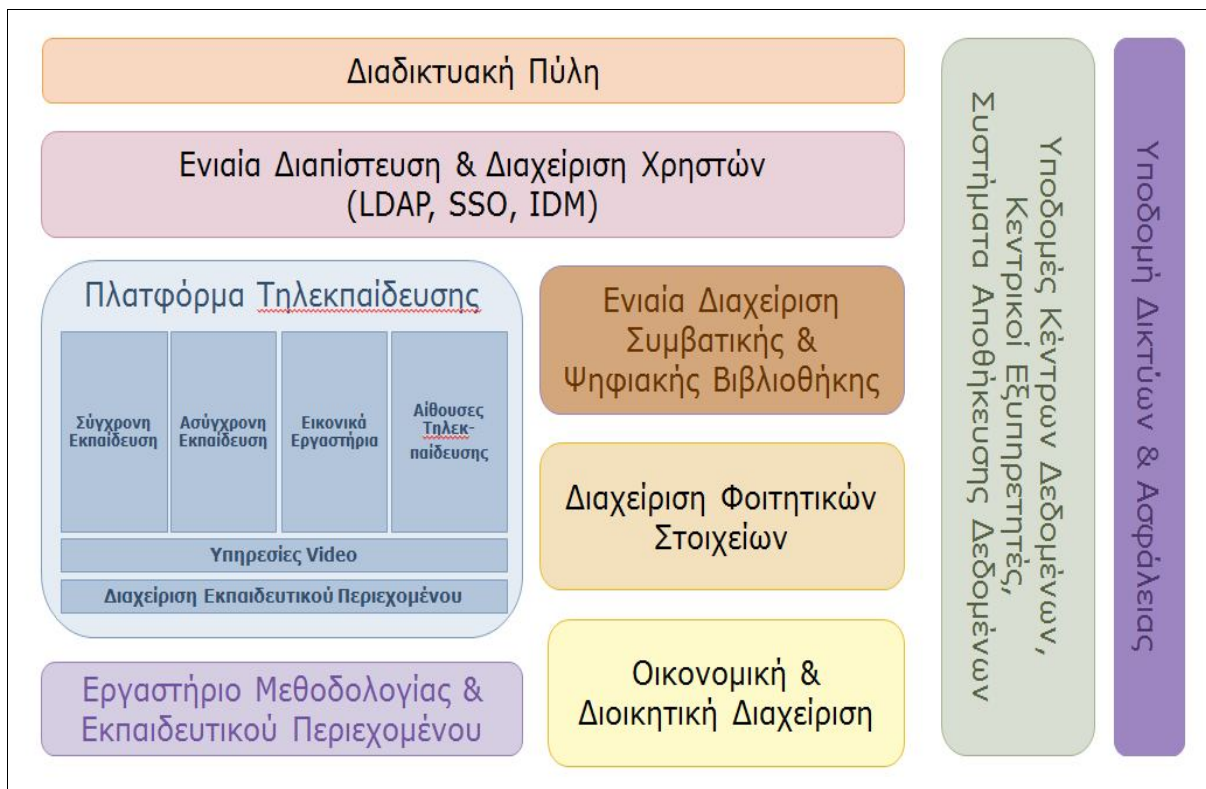 Διαδικτυακή Πύλη
Ενιαία Διαπίστευση & Διαχείριση Χρηστών
(LDAP, SSO, IDM)
Πλατφόρμα Τηλεκπαίδευσης
Σύγχρονη
Εκπαίδευση
Ασύγχρονη
Εκπαίδευση
Εικονικά
Εργαστήρια
Αίθουσες
Τηλεκ-
παίδευσης
Υπηρεσίες Video
Διαχείριση Εκπαιδευτικού Περιεχομένου
Εργαστήριο Μεθοδολογίας &
Εκπαιδευτικού Περιεχομένου
Ενιαία Διαχείριση
Συμβατικής &
Ψηφιακής Βιβλιοθήκης
Διαχείριση Φοιτητικών
Στοιχείων
Οικονομική &
Διοικητική Διαχείριση
Υποδομές Κέντρων Δεδομένων,
Κεντρικοί Εξυπηρετητές,
Συστήματα Αποθήκευσης Δεδομένων
Υποδομή Δικτύων & Ασφάλειας